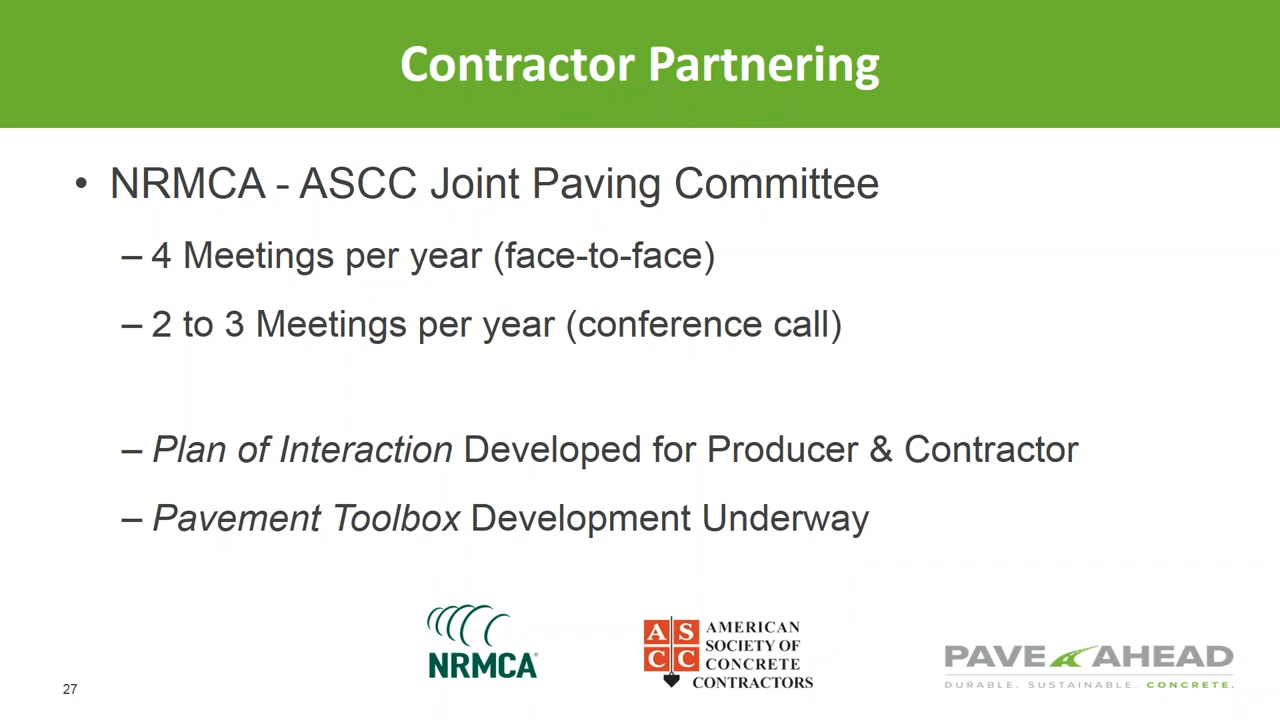 Contractor Partnering
• NRMCA - ASCC Joint Paving Committee
– 4 Meetings per year (face-to-face)
– 2 to 3 Meetings per year (conference call)
– Plan of Interaction Developed for Producer & Contractor
– Pavement Toolbox Development Underway
NRMCA®
AS
CC
AMERICAN
SOCIETY OF
CONCRETE
CONTRACTORS
PAVE AHEAD
DURABLE. SUSTAINABLE. CONCRETE.
27